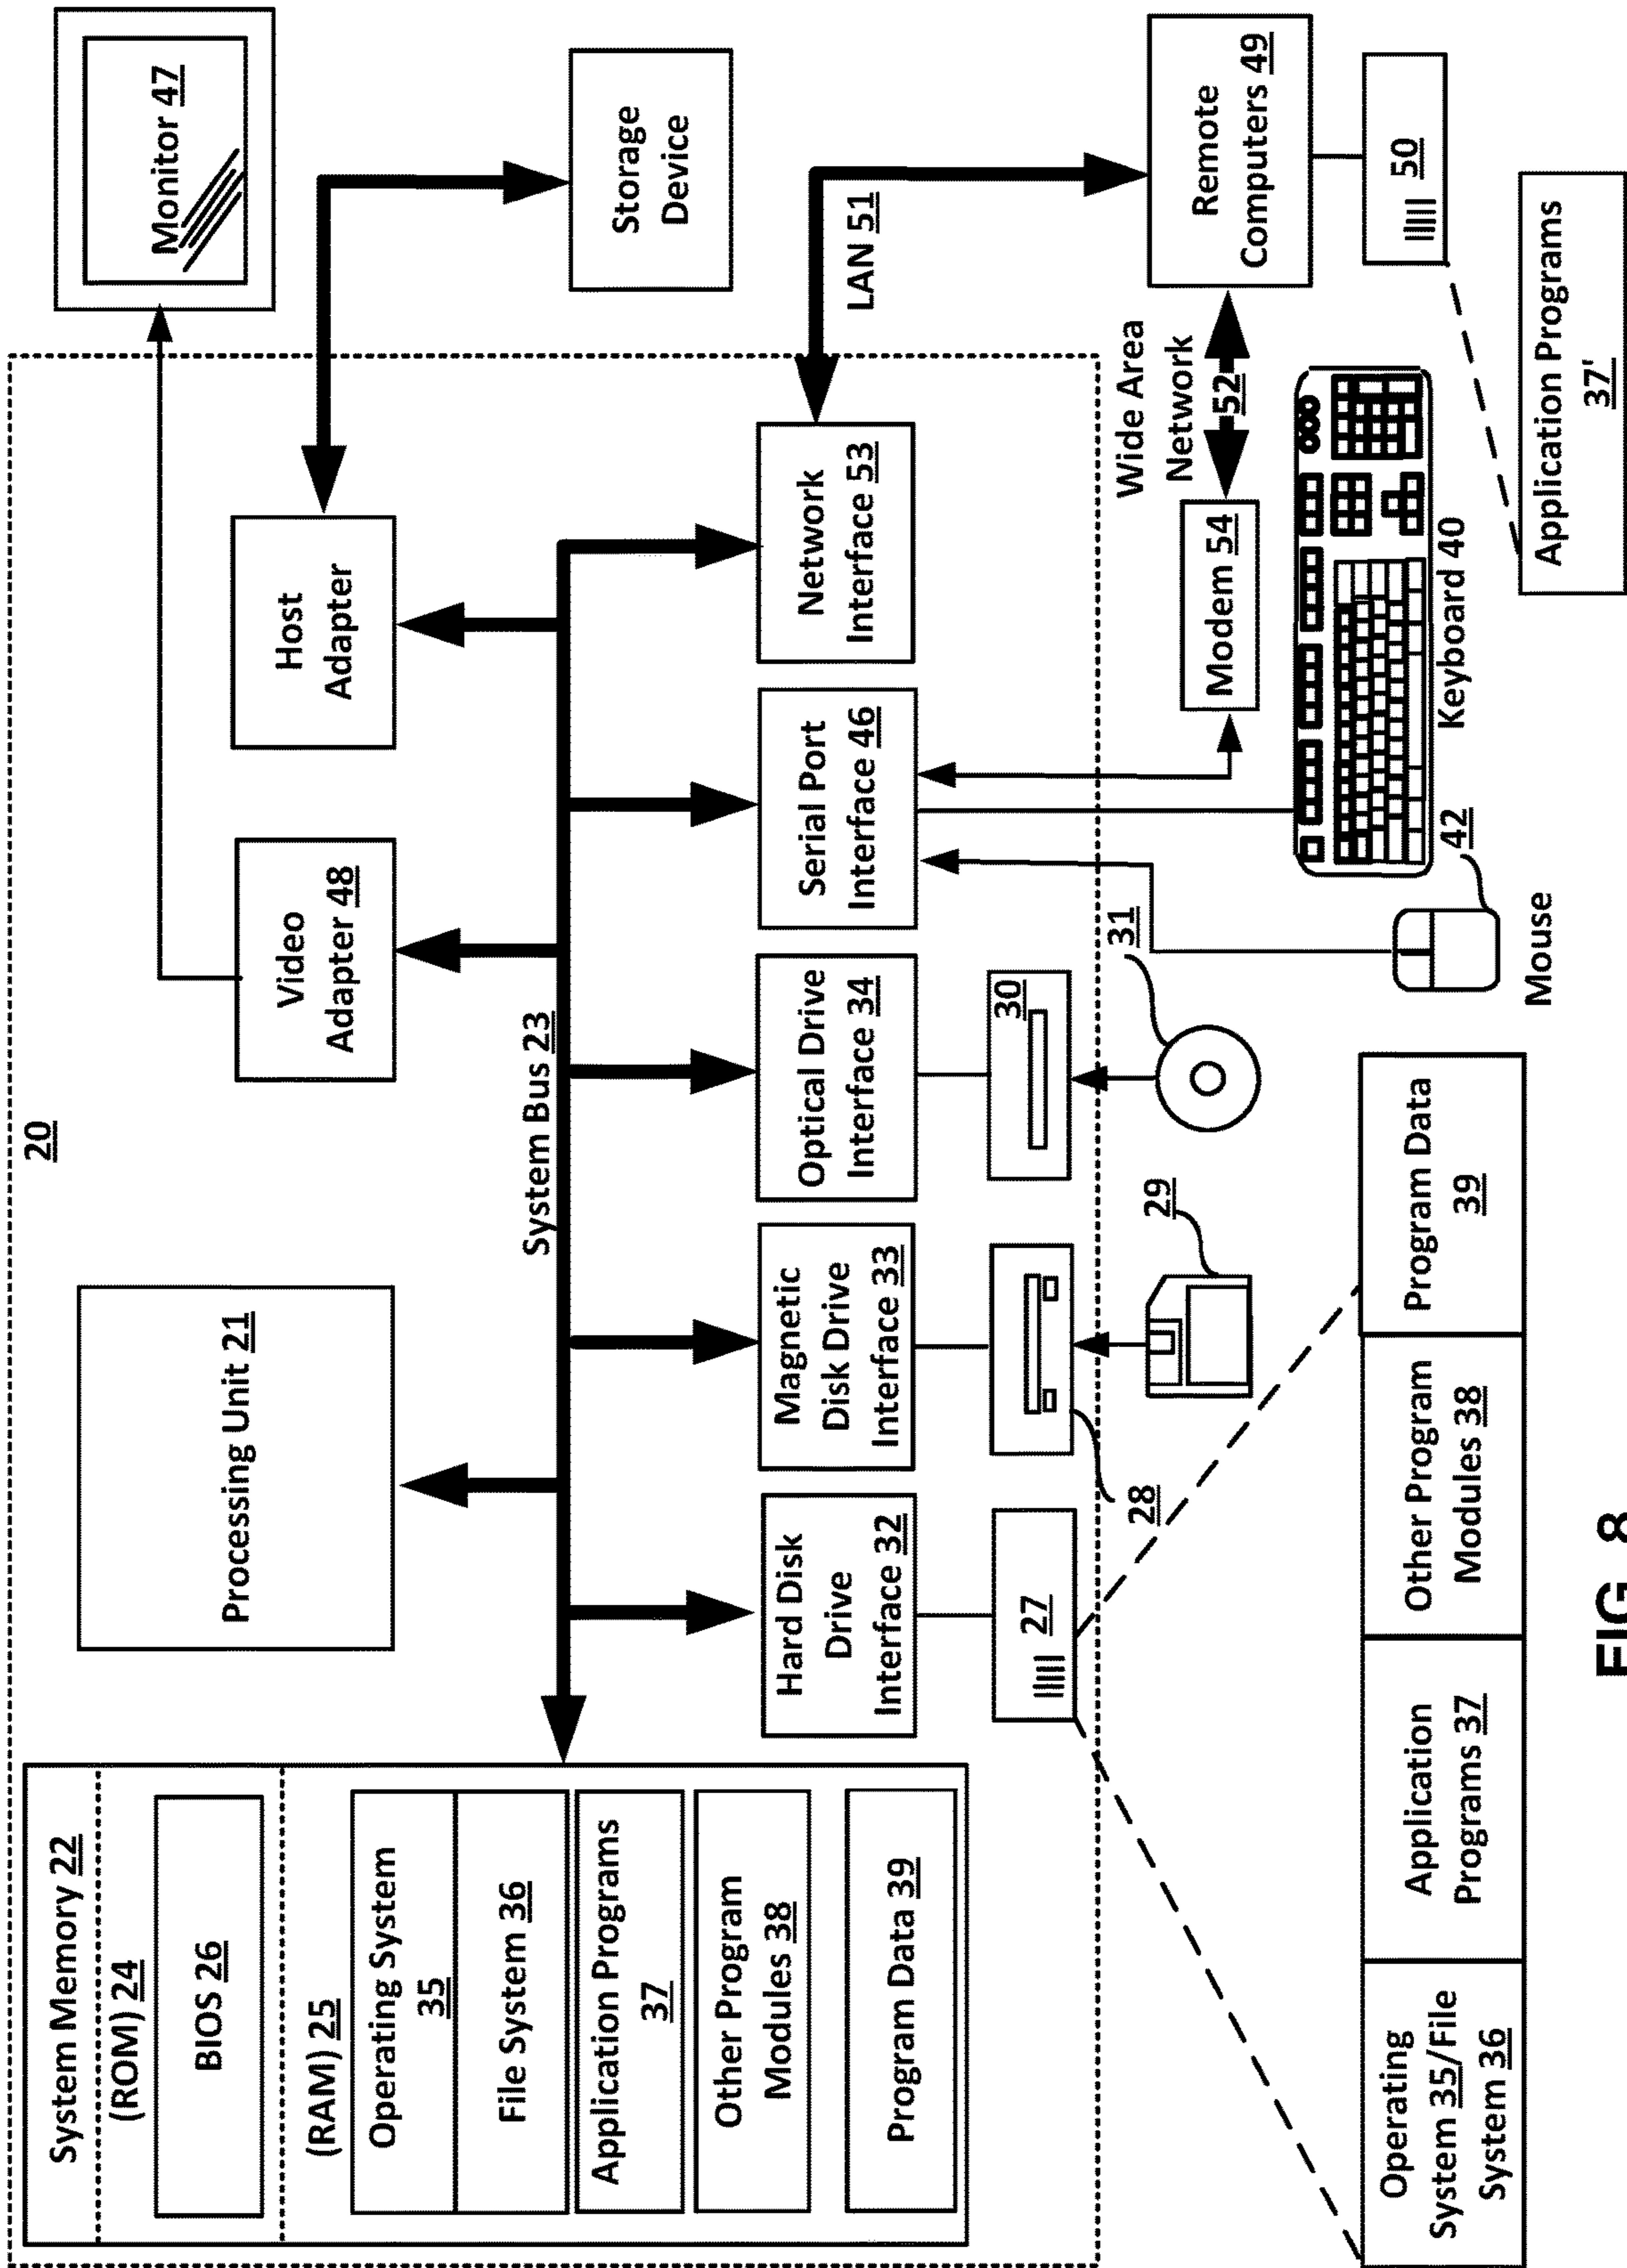 20
System Memory 22
(ROM) 24
BIOS 26
(RAM) 25
Operating System
35
File System 36
Application Programs
37
Other Program
Modules 38
Program Data 39
Processing Unit 21
Video
Adapter 48
Host
Adapter
Monitor 47
Storage
Device
System Bus 23
Hard Disk
Drive
Interface 32
Magnetic
Disk Drive
Interface 33
Optical Drive
Interface 34
Serial Port
Interface 46
Network
Interface 53
LAN 51
27
28
29
30
31
Wide Area
Network
52
Modem 54
Remote
Computers 49
50
Keyboard 40
42
Mouse
Application Programs
37'
Operating
System 35/File
System 36
Application
Programs 37
Other Program
Modules 38
Program Data
39
FIG. 8